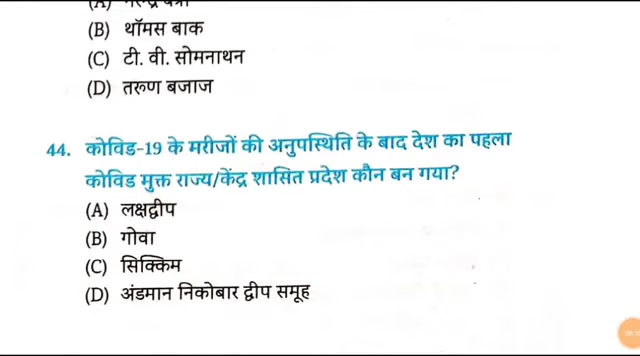 (B) थॉमस बाक
(C) टी. वी. सोमनाथन
(D) तरुण बजाज
44. कोविड-19 के मरीजों की अनुपस्थिति के बाद देश का पहला
कोविड मुक्त राज्य/केंद्र शासित प्रदेश कौन बन गया?
(A) लक्षद्वीप
(B) गोवा
(C) सिक्किम
(D) अंडमान निकोबार द्वीप समूह